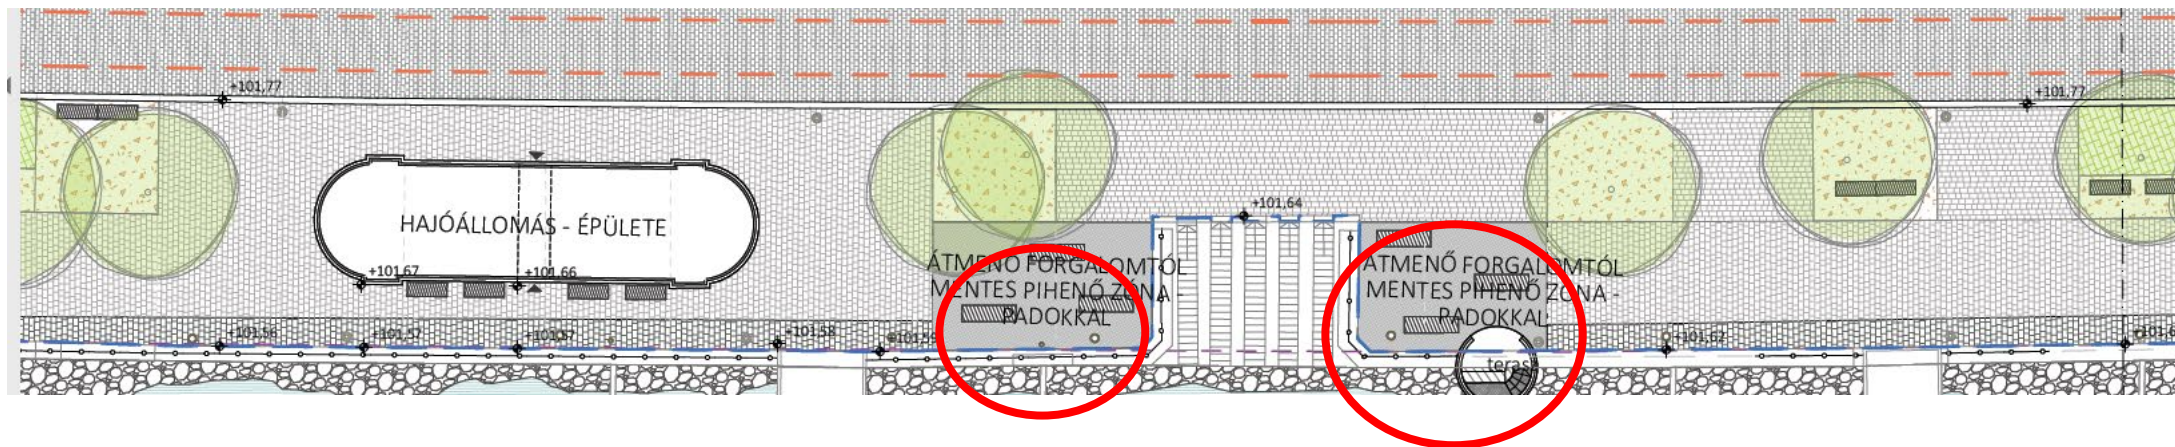 +101,77
+101,77
+101,64
HAJÓÁLLOMÁS - ÉPÜLETE
+101,67
+101,66
ÁTMENŐ FORGALOMTÓL
MENTES PIHENŐ ZÓNA -
PADOKKAL
ÁTMENŐ FORGALOMTÓL
MENTES PIHENŐ ZÓNA -
PADOKKAL
+101,56
+101,57
+101,57
+101,58
+101,62